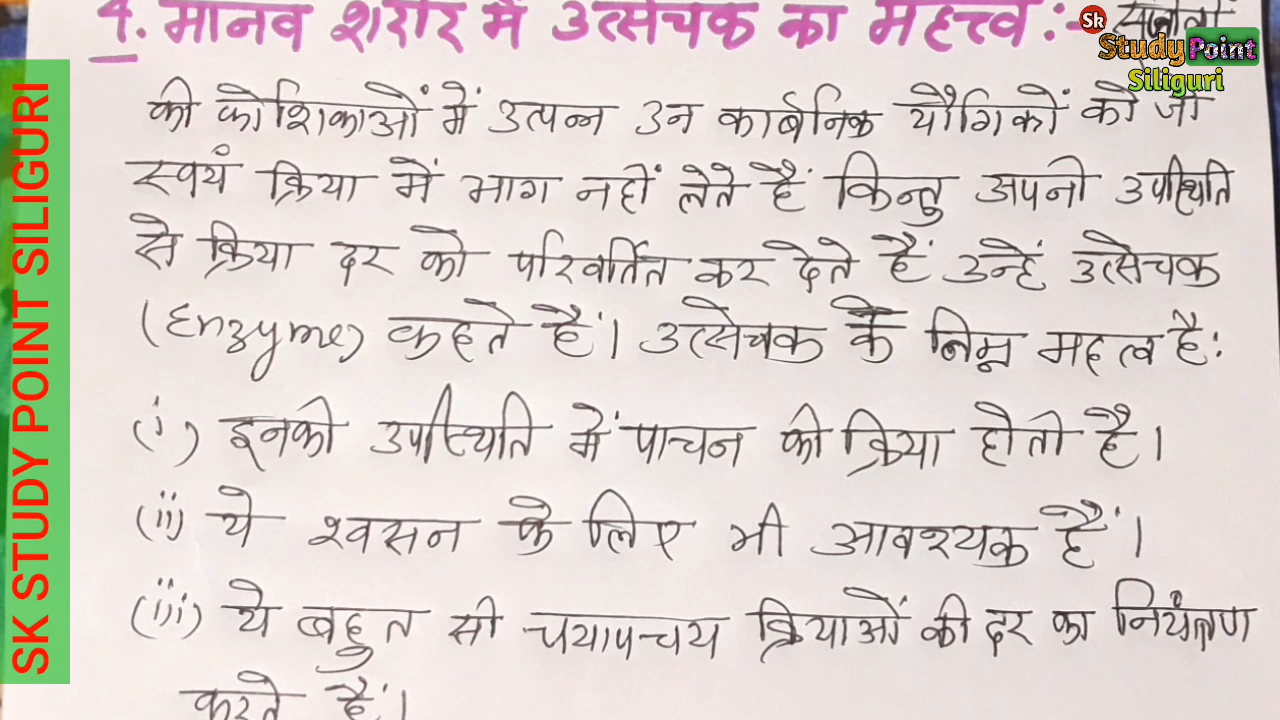 4. मानव शरीर में उत्सेचक का महत्त्व :-
Sk
Study Point
Siliguri
की कोशिकाओं में उत्पन्न उन कार्बनिक यौगिकों को जो
स्वयं क्रिया में भाग नहीं लेते हैं किन्तु अपनी उपस्थिति
से क्रिया दर को परिवर्तित कर देते हैं उन्हें उत्सेचक
(Enzyme) कहते हैं। उत्सेचक के निम्न महत्व है:
(i) इनकी उपस्थिति में पाचन की क्रिया होती है।
(ii) ये श्वसन के लिए भी आवश्यक हैं।
(iii) ये बहुत सी चयापचय क्रियाओं की दर का नियंत्रण
करते हैं।
SK STUDY POINT SILIGURI